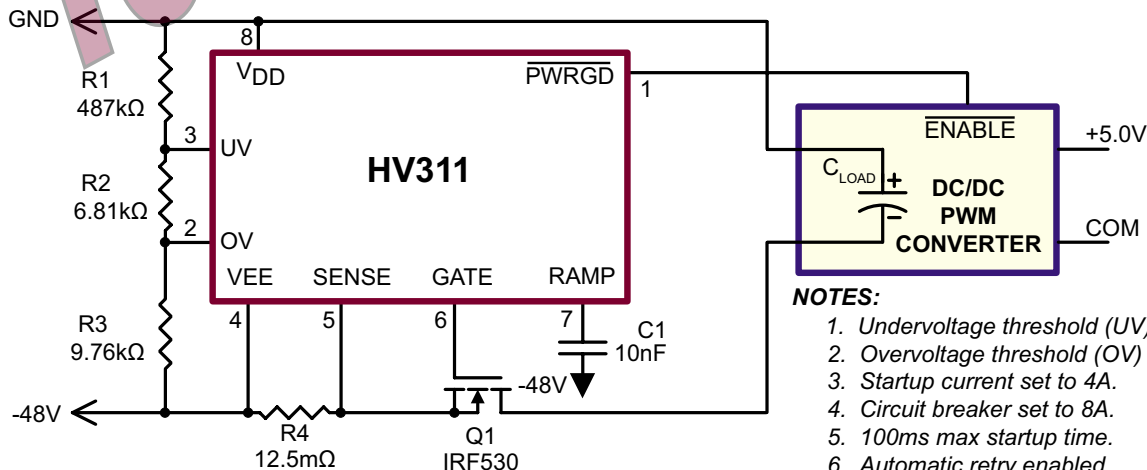 GND
R1
487kΩ
8
VDD
PWRGD
1
3
UV
HV311
R2
6.81kΩ
2
OV
VEE
SENSE
GATE
RAMP
4
5
6
7
C1
10nF
R3
9.76kΩ
-48V
-48V
R4
12.5mΩ
Q1
IRF530
ENABLE
+5.0V
CLOAD
+
–
DC/DC
PWM
CONVERTER
COM
NOTES:
1. Undervoltage threshold (UV)
2. Overvoltage threshold (OV)
3. Startup current set to 4A.
4. Circuit breaker set to 8A.
5. 100ms max startup time.
6. Automatic retry enabled